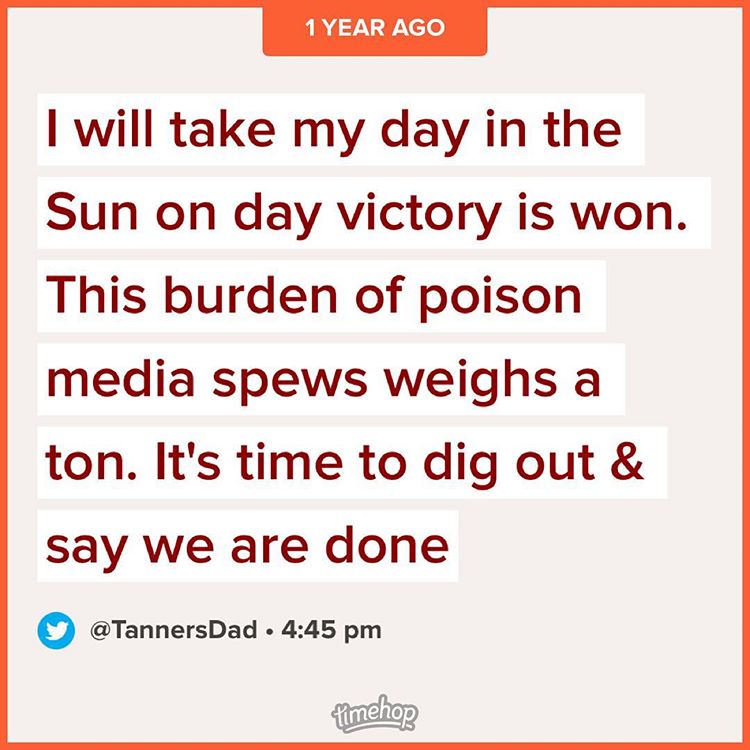 1 YEAR AGO
I will take my day in the
Sun on day victory is won.
This burden of poison
media spews weighs a
ton. It's time to dig out &
say we are done
@TannersDad • 4:45 pm
timehop